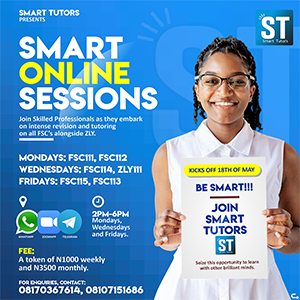 SMART TUTORS
PRESENTS
ST
Smart Tutors
SMART
ONLINE
SESSIONS
Join Skilled Professionals as they embark
on intense revision and tutoring
on all FSC's alongside ZLY.
MONDAYS: FSC111, FSC112
WEDNESDAYS: FSC114, ZLY111
FRIDAYS: FSC115, FSC113
WHATSAPP
TELEGRAM
2PM-6PM
Mondays,
Wednesdays
and Fridays.
FEE:
A token of N1000 weekly
and N3500 monthly.
FOR ENQUIRIES, CONTACT:
08170367614, 08107151686
KICKS OFF 18TH OF MAY
BE SMART!!!
JOIN
SMART
TUTORS
ST
Seize this opportunity to learn
with other brilliant minds.